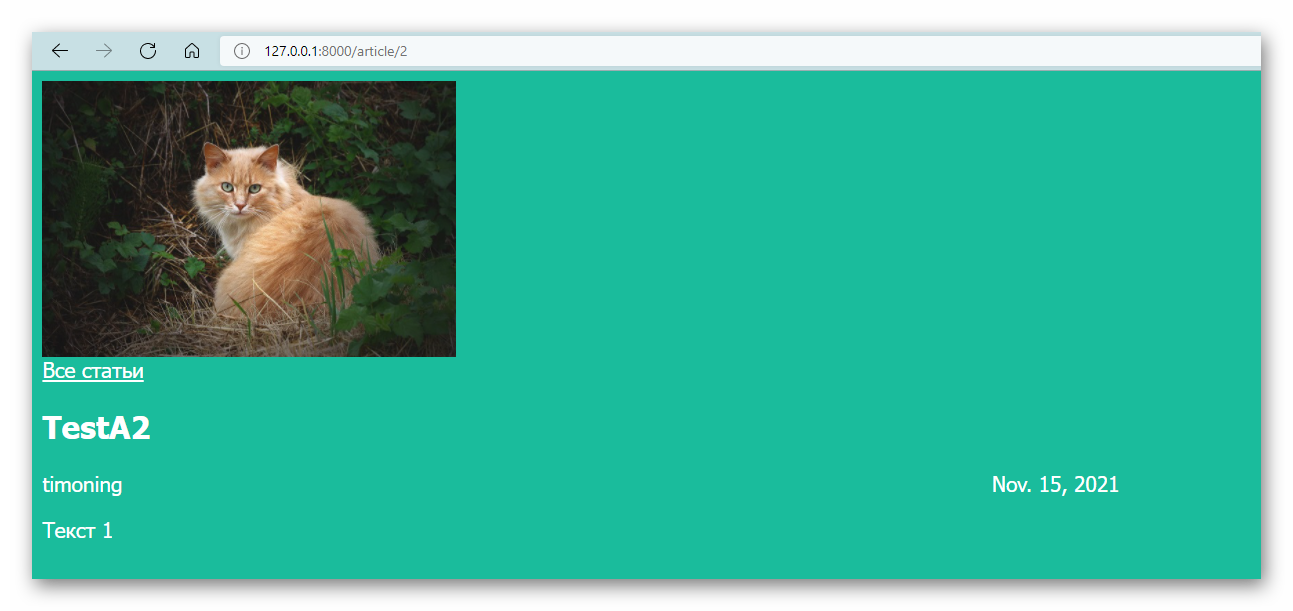 127.0.0.1:8000/article/2
Все статьи
TestA2
timoning Nov. 15, 2021
Текст 1